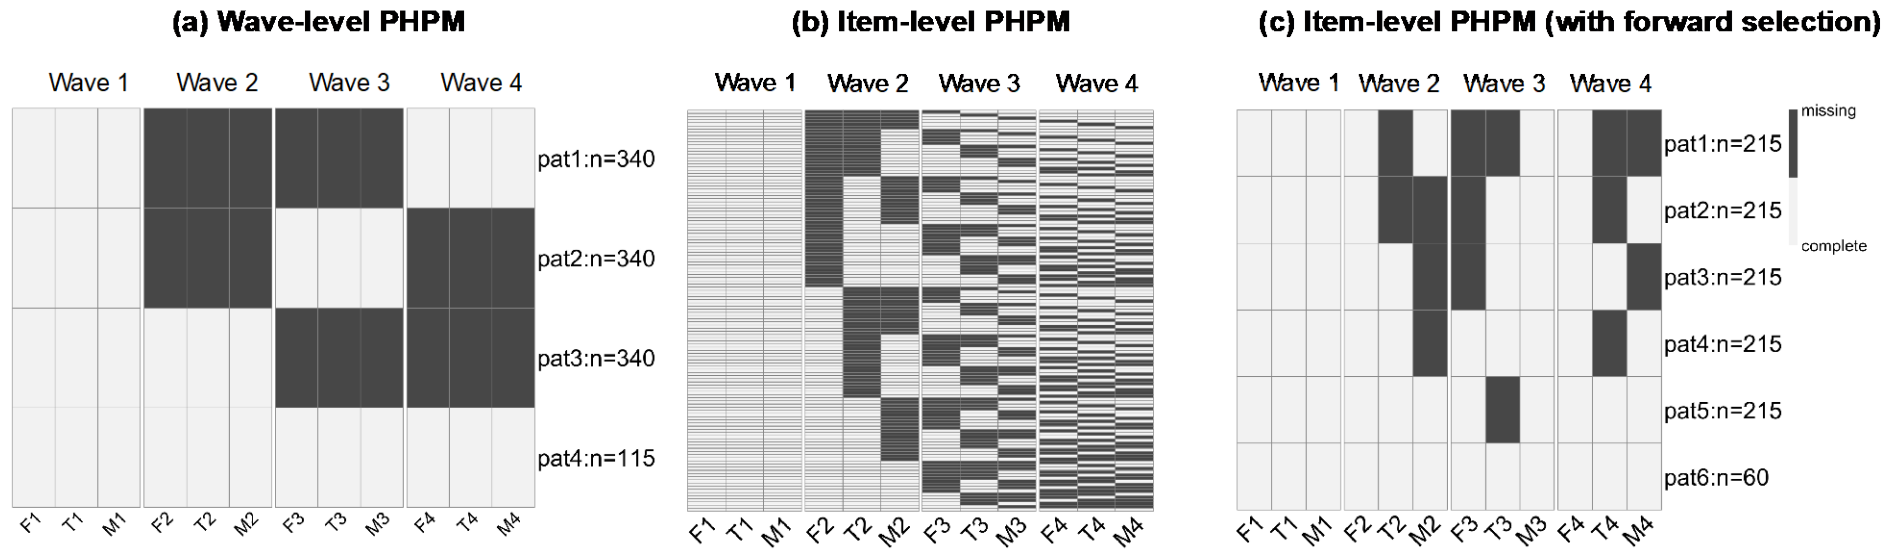 (a) Wave-level PHPM
Wave 1 Wave 2 Wave 3 Wave 4
pat1:n=340
pat2:n=340
pat3:n=340
pat4:n=115
F1 T1 M1 F2 T2 M2 F3 T3 M3 F4 T4 M4
(b) Item-level PHPM
Wave 1 Wave 2 Wave 3 Wave 4
F1 T1 M1 F2 T2 M2 F3 T3 M3 F4 T4 M4
(c) Item-level PHPM (with forward selection)
Wave 1 Wave 2 Wave 3 Wave 4
missing
complete
pat1:n=215
pat2:n=215
pat3:n=215
pat4:n=215
pat5:n=215
pat6:n=60
F1 T1 M1 F2 T2 M2 F3 T3 M3 F4 T4 M4